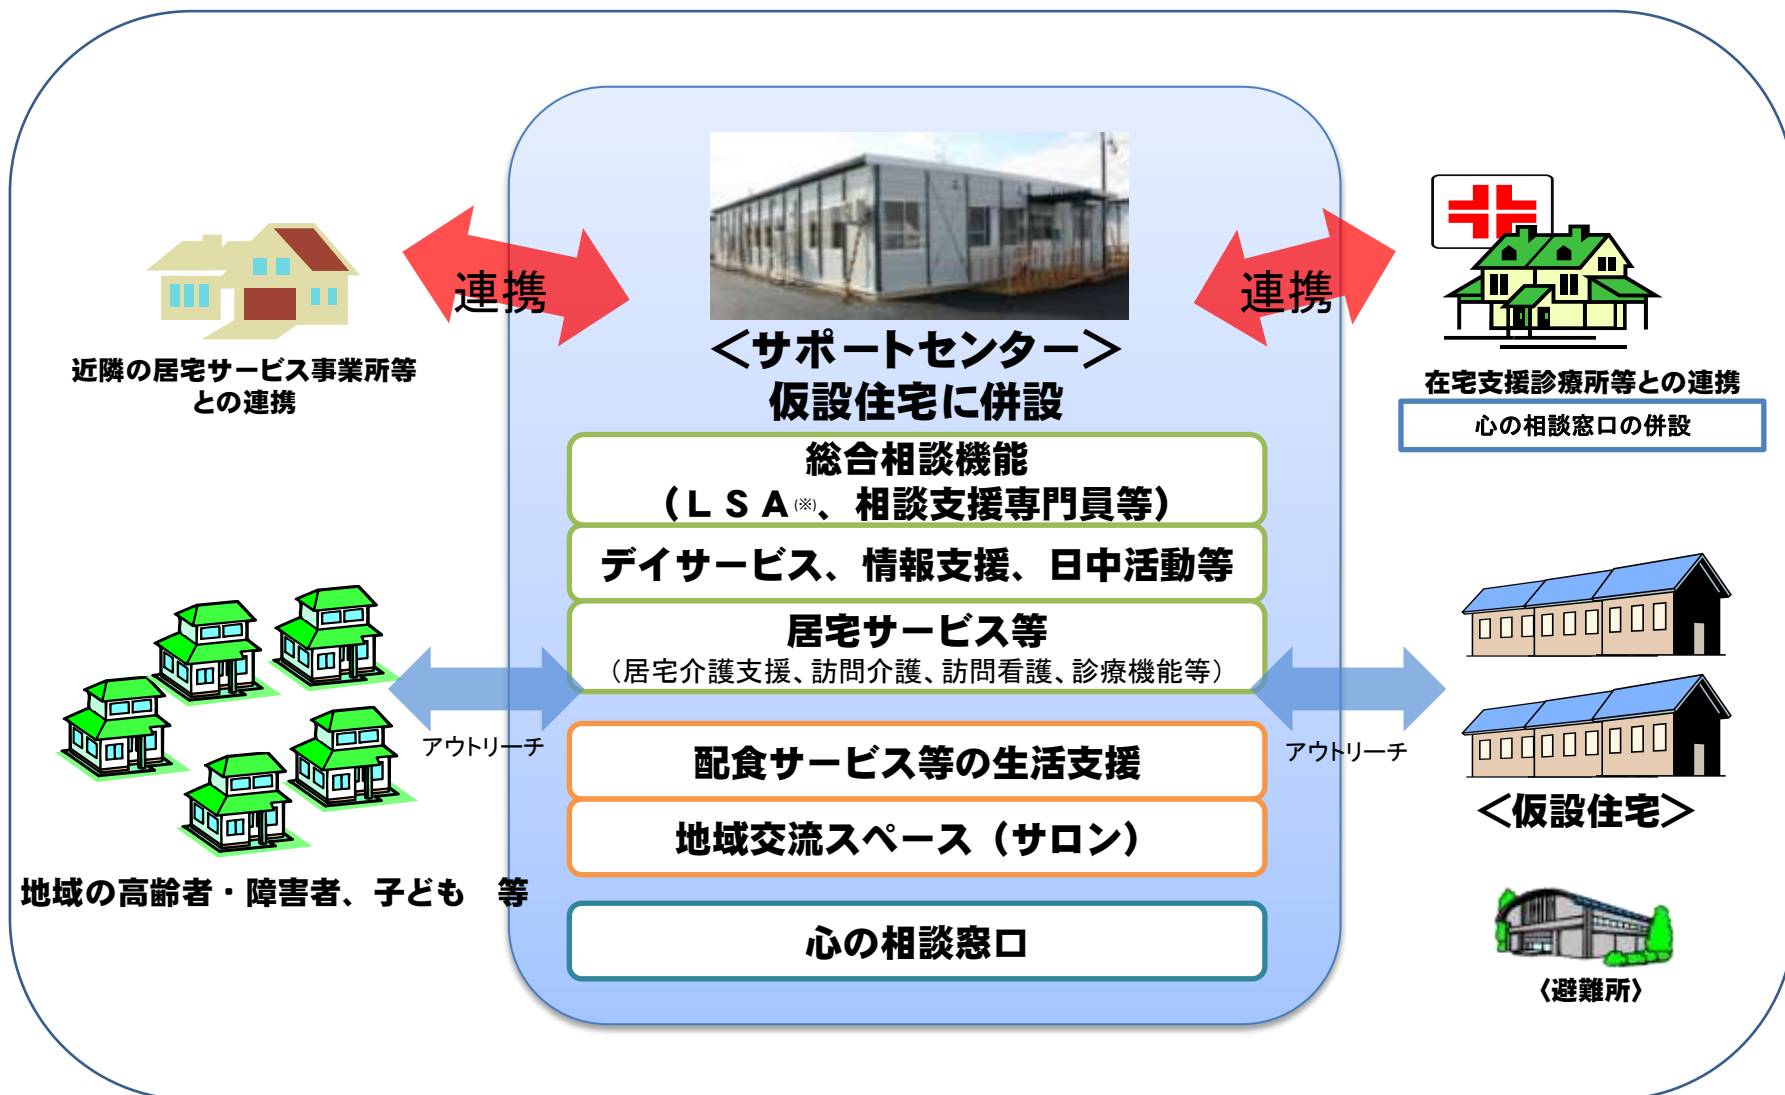 連携
連携
<サポートセンター>
仮設住宅に併設
近隣の居宅サービス事業所等
との連携
在宅支援診療所等との連携
心の相談窓口の併設
総合相談機能
(LSA(※)、相談支援専門員等)
デイサービス、情報支援、日中活動等
居宅サービス等
(居宅介護支援、訪問介護、訪問看護、診療機能等)
アウトリーチ
アウトリーチ
配食サービス等の生活支援
地域交流スペース(サロン)
<仮設住宅>
地域の高齢者・障害者、子ども 等
心の相談窓口
〈避難所〉